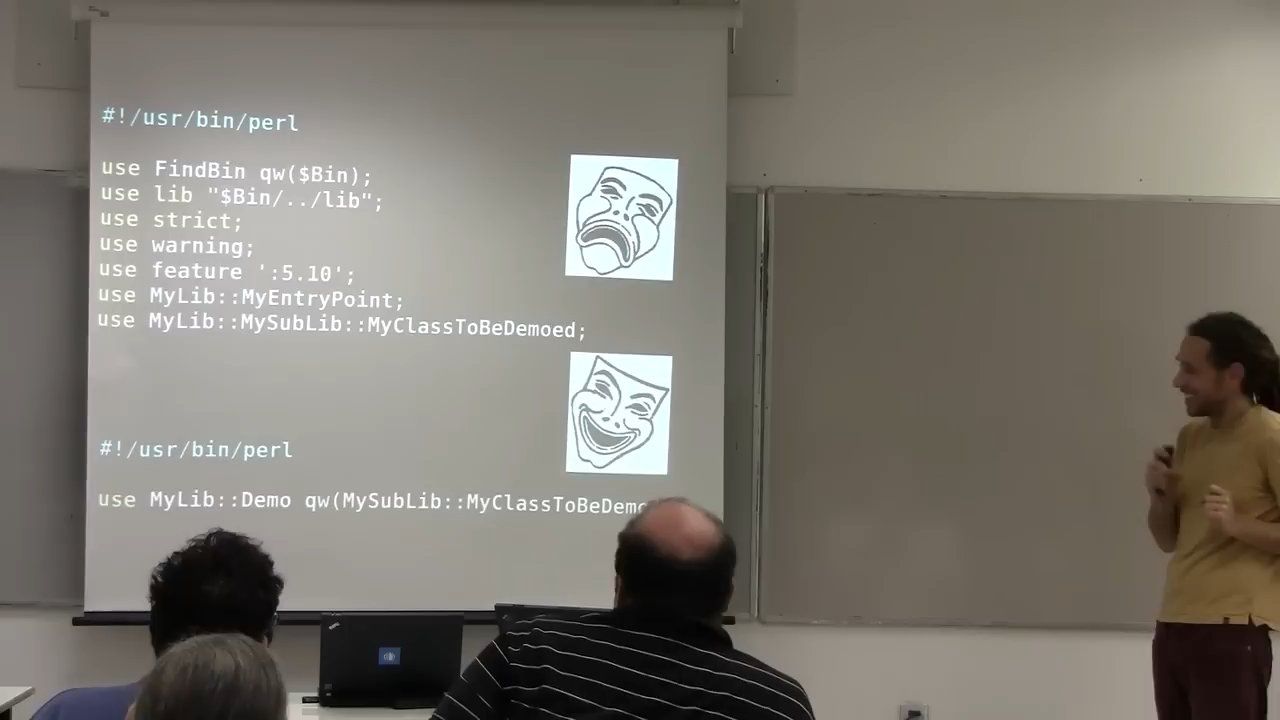 #!/usr/bin/perl
use FindBin qw($Bin);
use lib "$Bin/../lib";
use strict;
use warning;
use feature ':5.10';
use MyLib::MyEntryPoint;
use MyLib::MySubLib::MyClassToBeDemoed;
#!/usr/bin/perl
use MyLib::Demo qw(MySubLib::MyClassToBeDemo